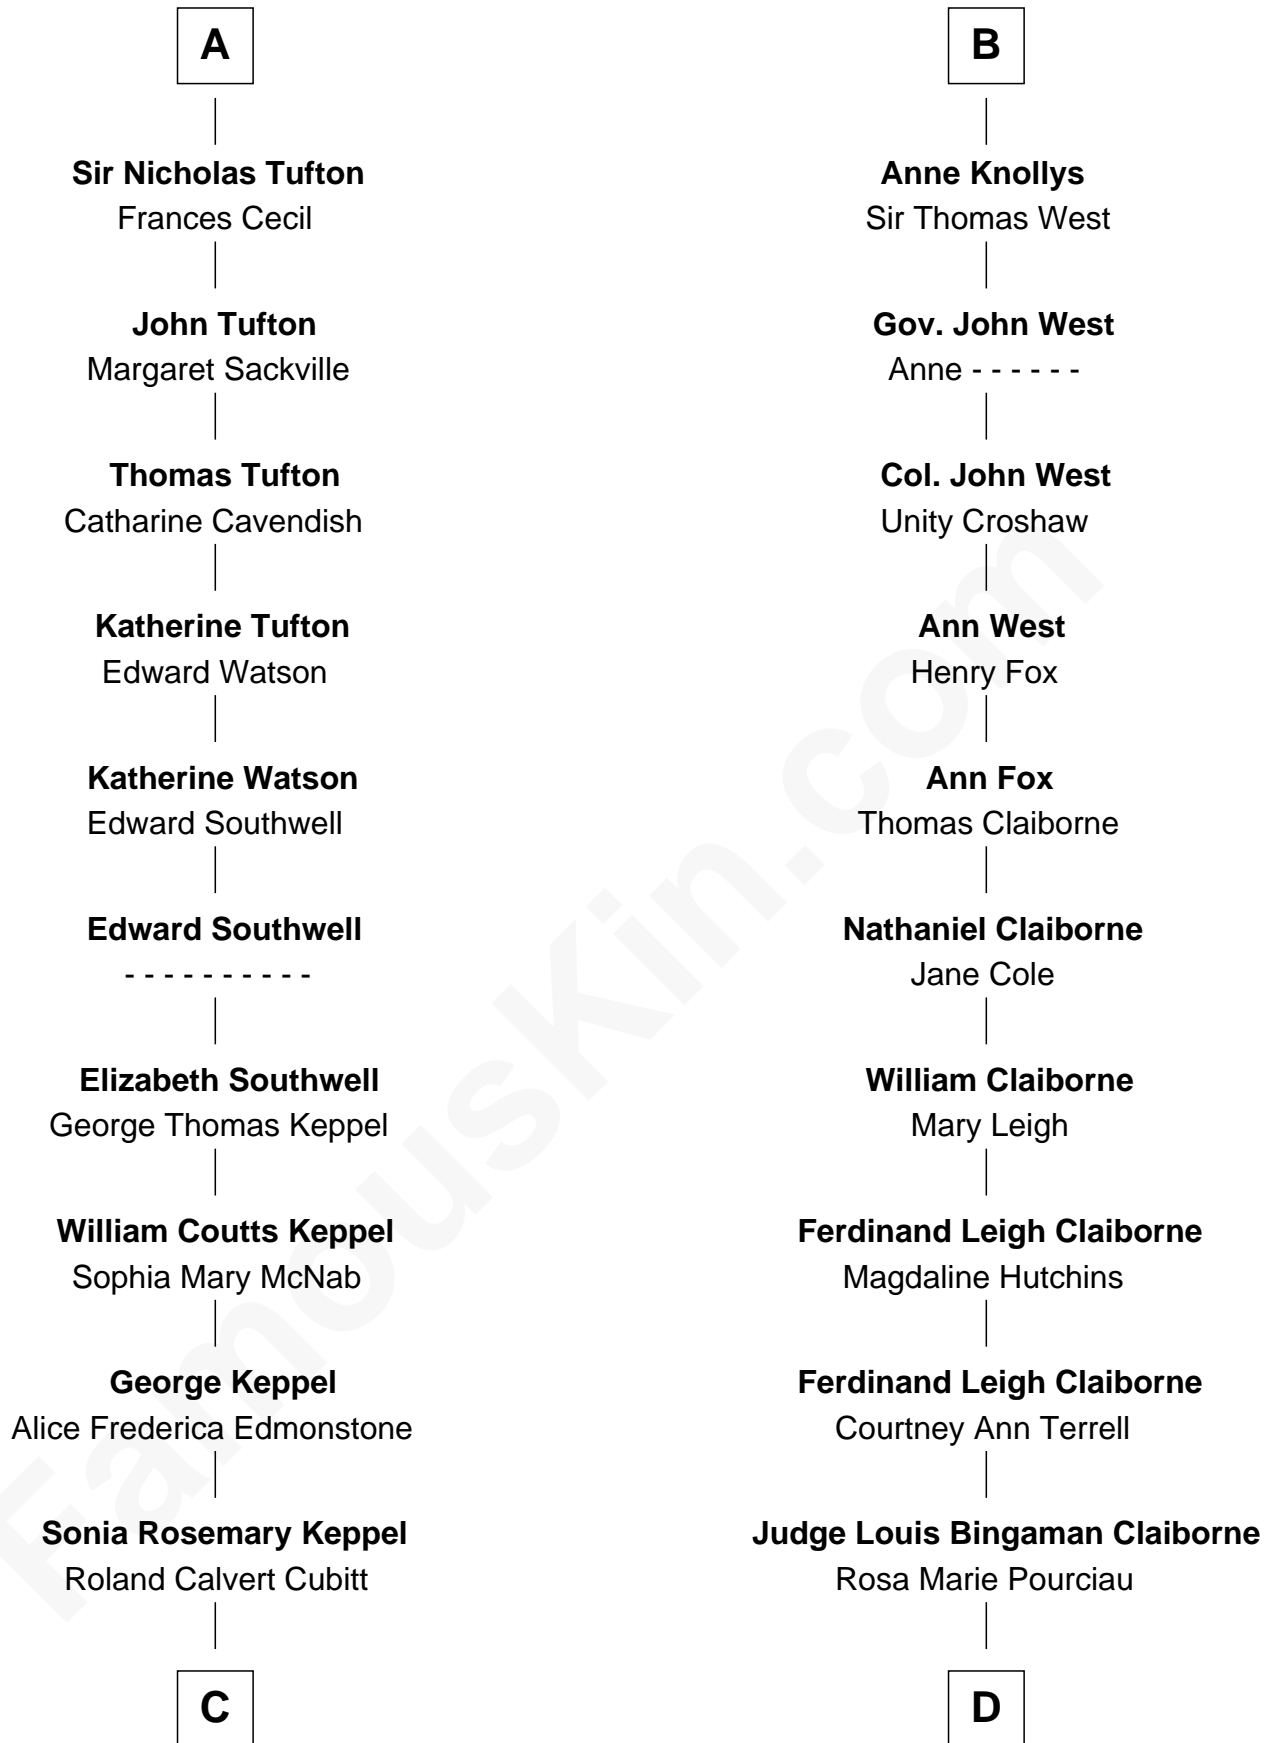 A
Sir Nicholas Tufton
Frances Cecil
John Tufton
Margaret Sackville
Thomas Tufton
Catharine Cavendish
Katherine Tufton
Edward Watson
Katherine Watson
Edward Southwell
Edward Southwell
- - - - - - - - - -
Elizabeth Southwell
George Thomas Keppel
William Coutts Keppel
Sophia Mary McNab
George Keppel
Alice Frederica Edmonstone
Sonia Rosemary Keppel
Roland Calvert Cubitt
C
B
Anne Knollys
Sir Thomas West
Gov. John West
Anne - - - - - -
Col. John West
Unity Croshaw
Ann West
Henry Fox
Ann Fox
Thomas Claiborne
Nathaniel Claiborne
Jane Cole
William Claiborne
Mary Leigh
Ferdinand Leigh Claiborne
Magdaline Hutchins
Ferdinand Leigh Claiborne
Courtney Ann Terrell
Judge Louis Bingaman Claiborne
Rosa Marie Pourciau
D
FamousKin.com